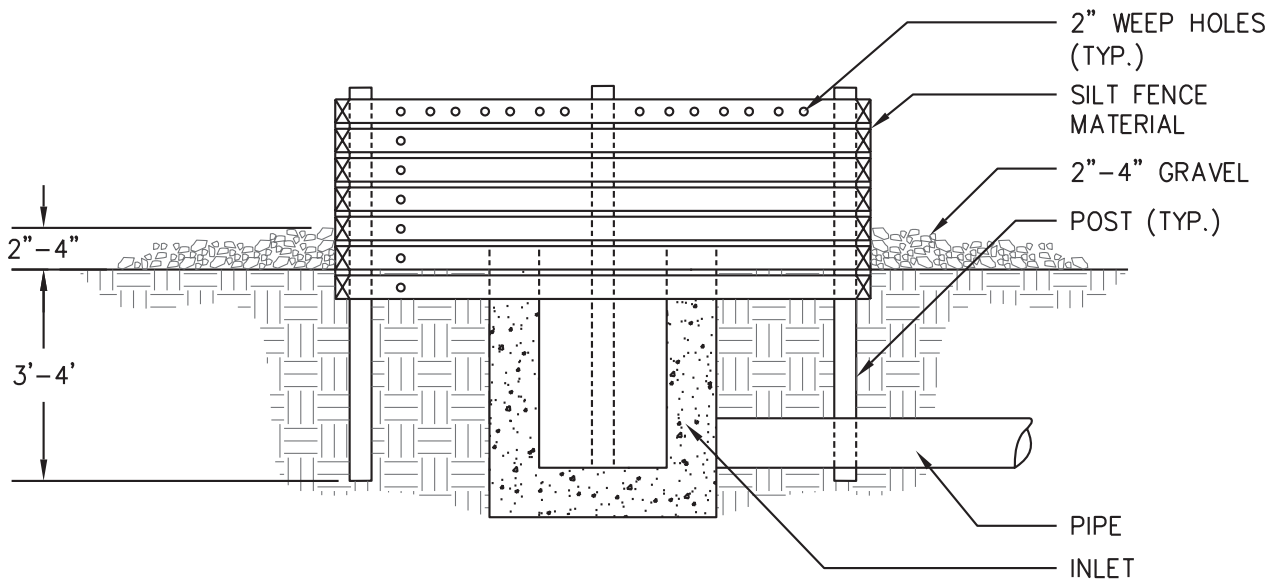 2" WEEP HOLES
(TYP.)
SILT FENCE
MATERIAL
2"-4" GRAVEL
POST (TYP.)
2"-4"
3'-4'
PIPE
INLET